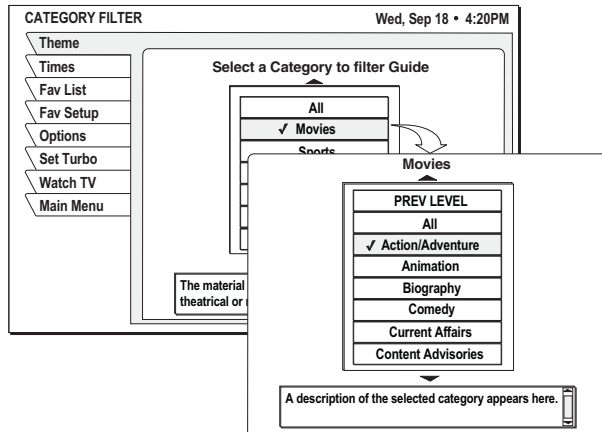 CATEGORY FILTER
Wed, Sep 18 • 4:20PM
Theme
Times
Fav List
Fav Setup
Options
Set Turbo
Watch TV
Main Menu
Select a Category to filter Guide
All
✓ Movies
Sports
The material
theatrical or
Movies
PREV LEVEL
All
✓ Action/Adventure
Animation
Biography
Comedy
Current Affairs
Content Advisories
A description of the selected category appears here.